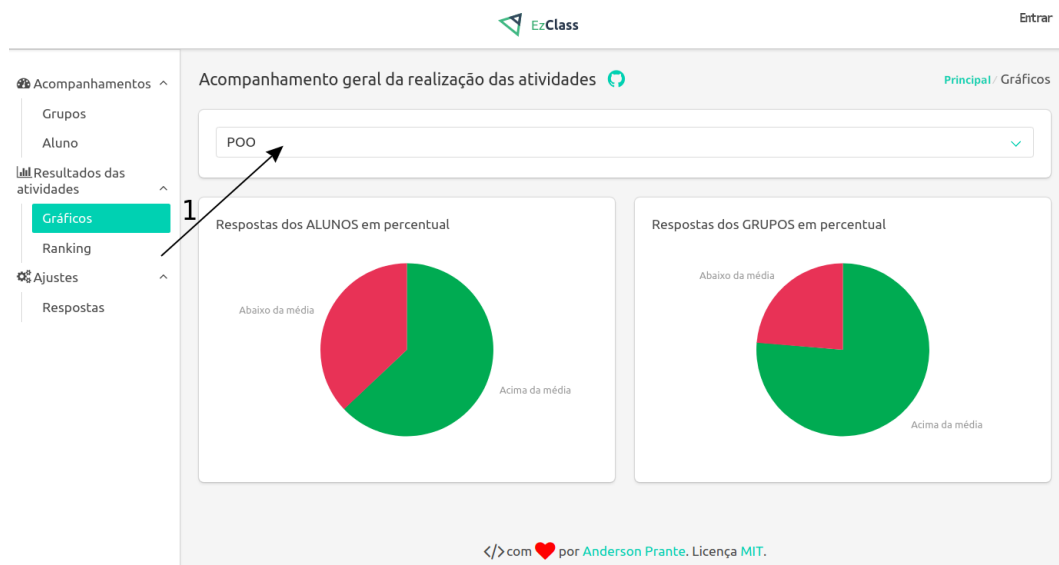 EzClass
Entrar
Acompanhamentos
Grupos
Aluno
Resultados das
atividades
Gráficos
Ranking
Ajustes
Respostas
Acompanhamento geral da realização das atividades
Principal / Gráficos
POO
1
Respostas dos ALUNOS em percentual
Abaixo da média
Acima da média
Respostas dos GRUPOS em percentual
Abaixo da média
Acima da média
</> com por Anderson Prante. Licença MIT.